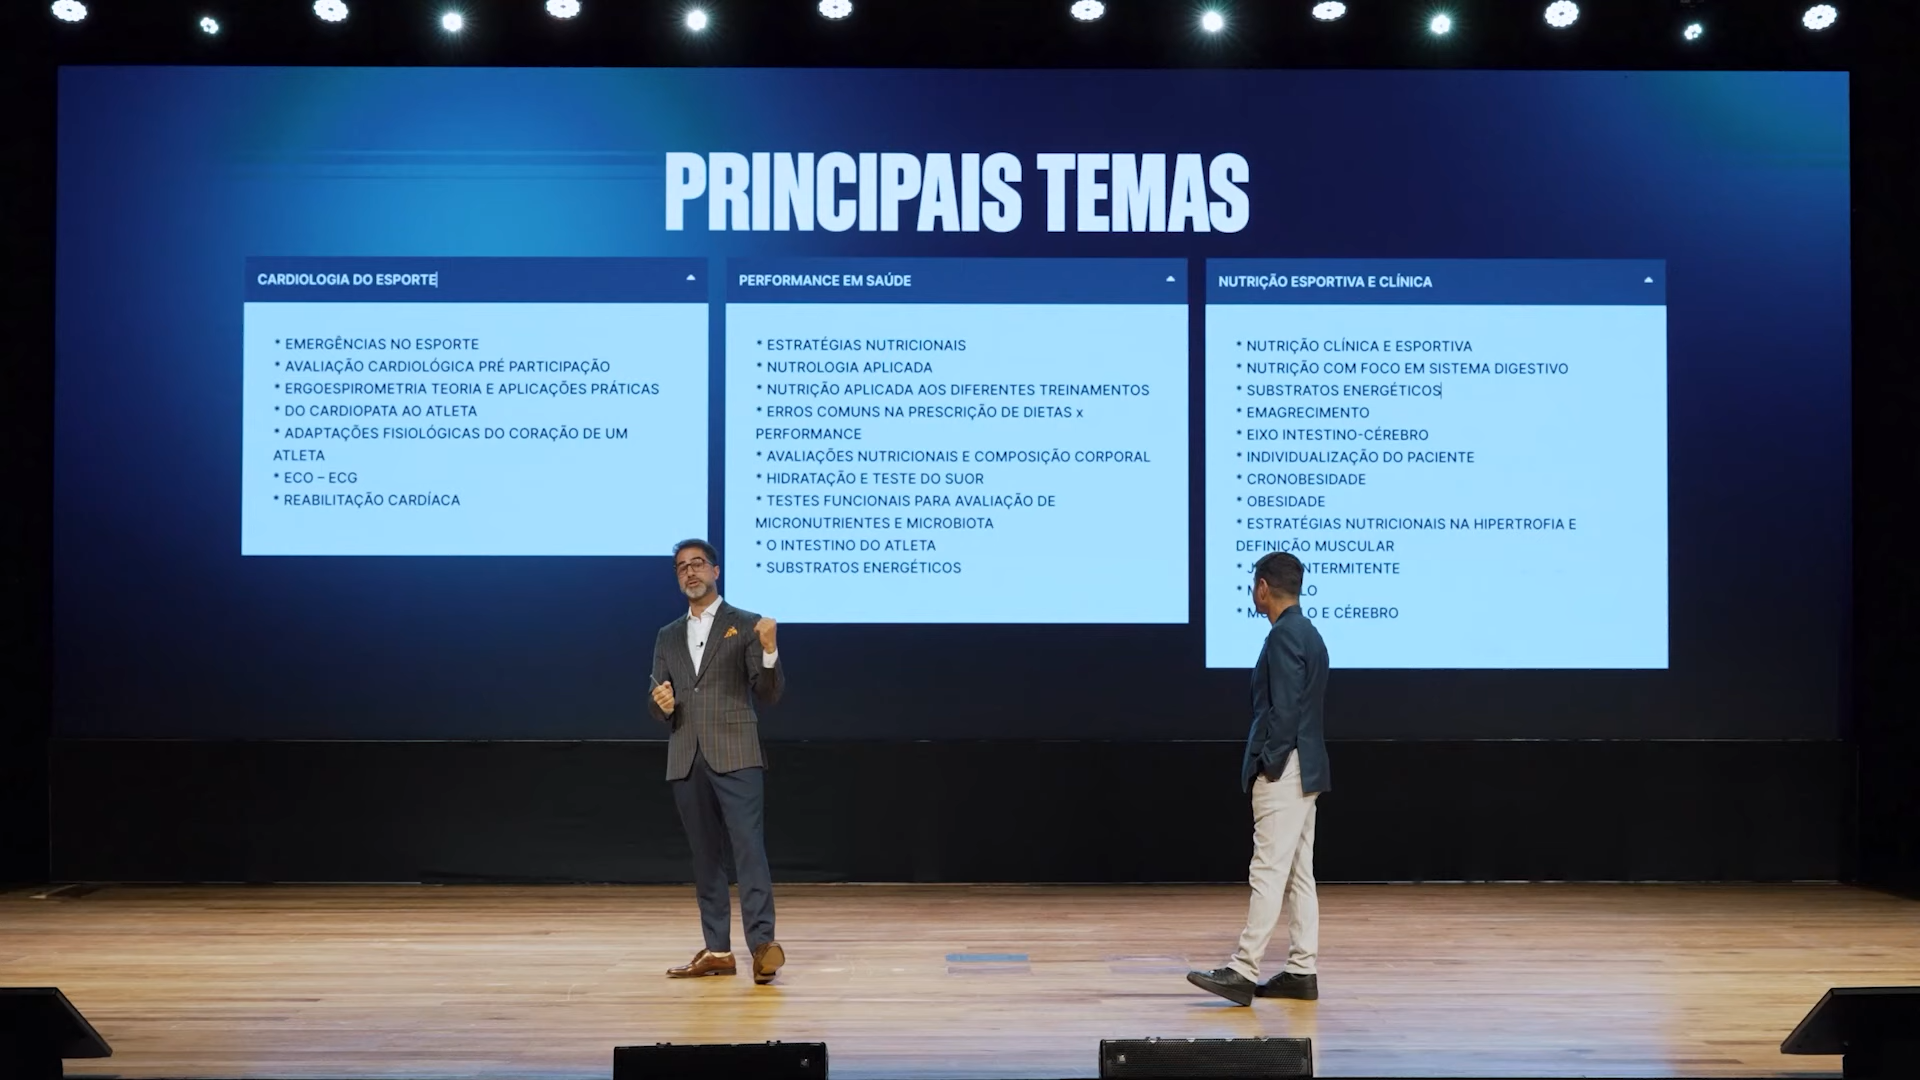 PRINCIPAIS TEMAS
CARDIOLOGIA DO ESPORTE
* EMERGÊNCIAS NO ESPORTE
* AVALIAÇÃO CARDIOLÓGICA PRÉ PARTICIPAÇÃO
* ERGOESPIROMETRIA TEORIA E APLICAÇÕES PRÁTICAS
* DO CARDIOPATA AO ATLETA
* ADAPTAÇÕES FISIOLÓGICAS DO CORAÇÃO DE UM
ATLETA
* ECO – ECG
* REABILITAÇÃO CARDÍACA
PERFORMANCE EM SAÚDE
* ESTRATÉGIAS NUTRICIONAIS
* NUTROLOGIA APLICADA
* NUTRIÇÃO APLICADA AOS DIFERENTES TREINAMENTOS
* ERROS COMUNS NA PRESCRIÇÃO DE DIETAS x
PERFORMANCE
* AVALIAÇÕES NUTRICIONAIS E COMPOSIÇÃO CORPORAL
* HIDRATAÇÃO E TESTE DO SUOR
* TESTES FUNCIONAIS PARA AVALIAÇÃO DE
MICRONUTRIENTES E MICROBIOTA
* O INTESTINO DO ATLETA
* SUBSTRATOS ENERGÉTICOS
NUTRIÇÃO ESPORTIVA E CLÍNICA
* NUTRIÇÃO CLÍNICA E ESPORTIVA
* NUTRIÇÃO COM FOCO EM SISTEMA DIGESTIVO
* SUBSTRATOS ENERGÉTICOS
* EMAGRECIMENTO
* EIXO INTESTINO-CÉREBRO
* INDIVIDUALIZAÇÃO DO PACIENTE
* CRONOBESIDADE
* OBESIDADE
* ESTRATÉGIAS NUTRICIONAIS NA HIPERTROFIA E
DEFINIÇÃO MUSCULAR
* INTERMITENTE
*
* E CÉREBRO